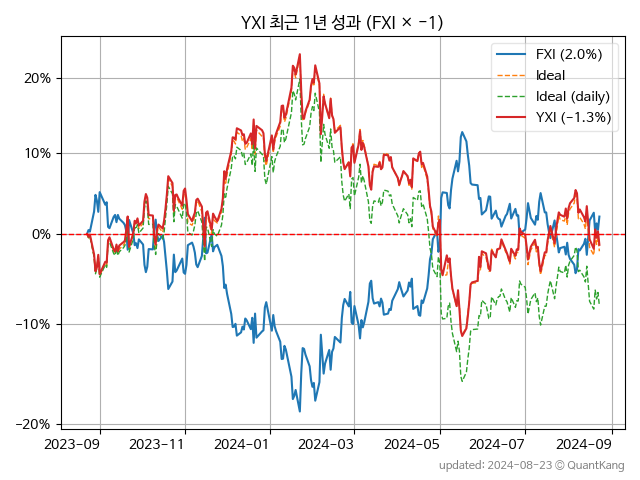 YXI 최근 1년 성과 (FXI × −1)
FXI (2.0%)
Ideal
Ideal (daily)
YXI (−1.3%)
20%
10%
0%
−10%
−20%
2023-09 2023-11 2024-01 2024-03 2024-05 2024-07 2024-09
updated: 2024-08-23 ⓒ QuantKang